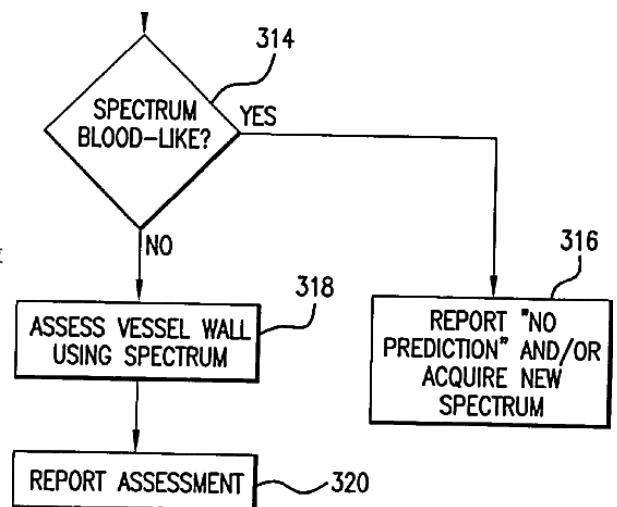 314
SPECTRUM
BLOOD-LIKE?
YES
NO
316
318
ASSESS VESSEL WALL
USING SPECTRUM
REPORT "NO
PREDICTION" AND/OR
ACQUIRE NEW
SPECTRUM
REPORT ASSESSMENT
320